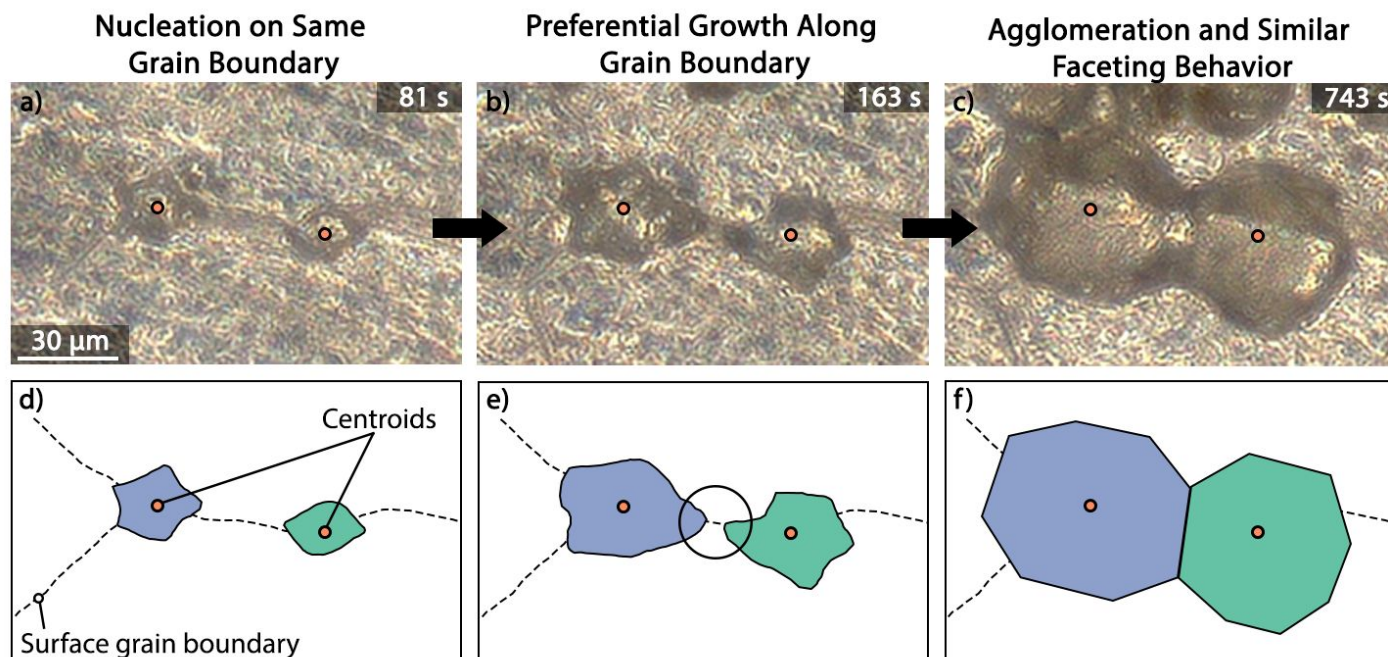 Nucleation on Same
Grain Boundary
Preferential Growth Along
Grain Boundary
Agglomeration and Similar
Faceting Behavior
a)
81 s
b)
163 s
c)
743 s
30 μm
d)
Centroids
Surface grain boundary
e)
f)